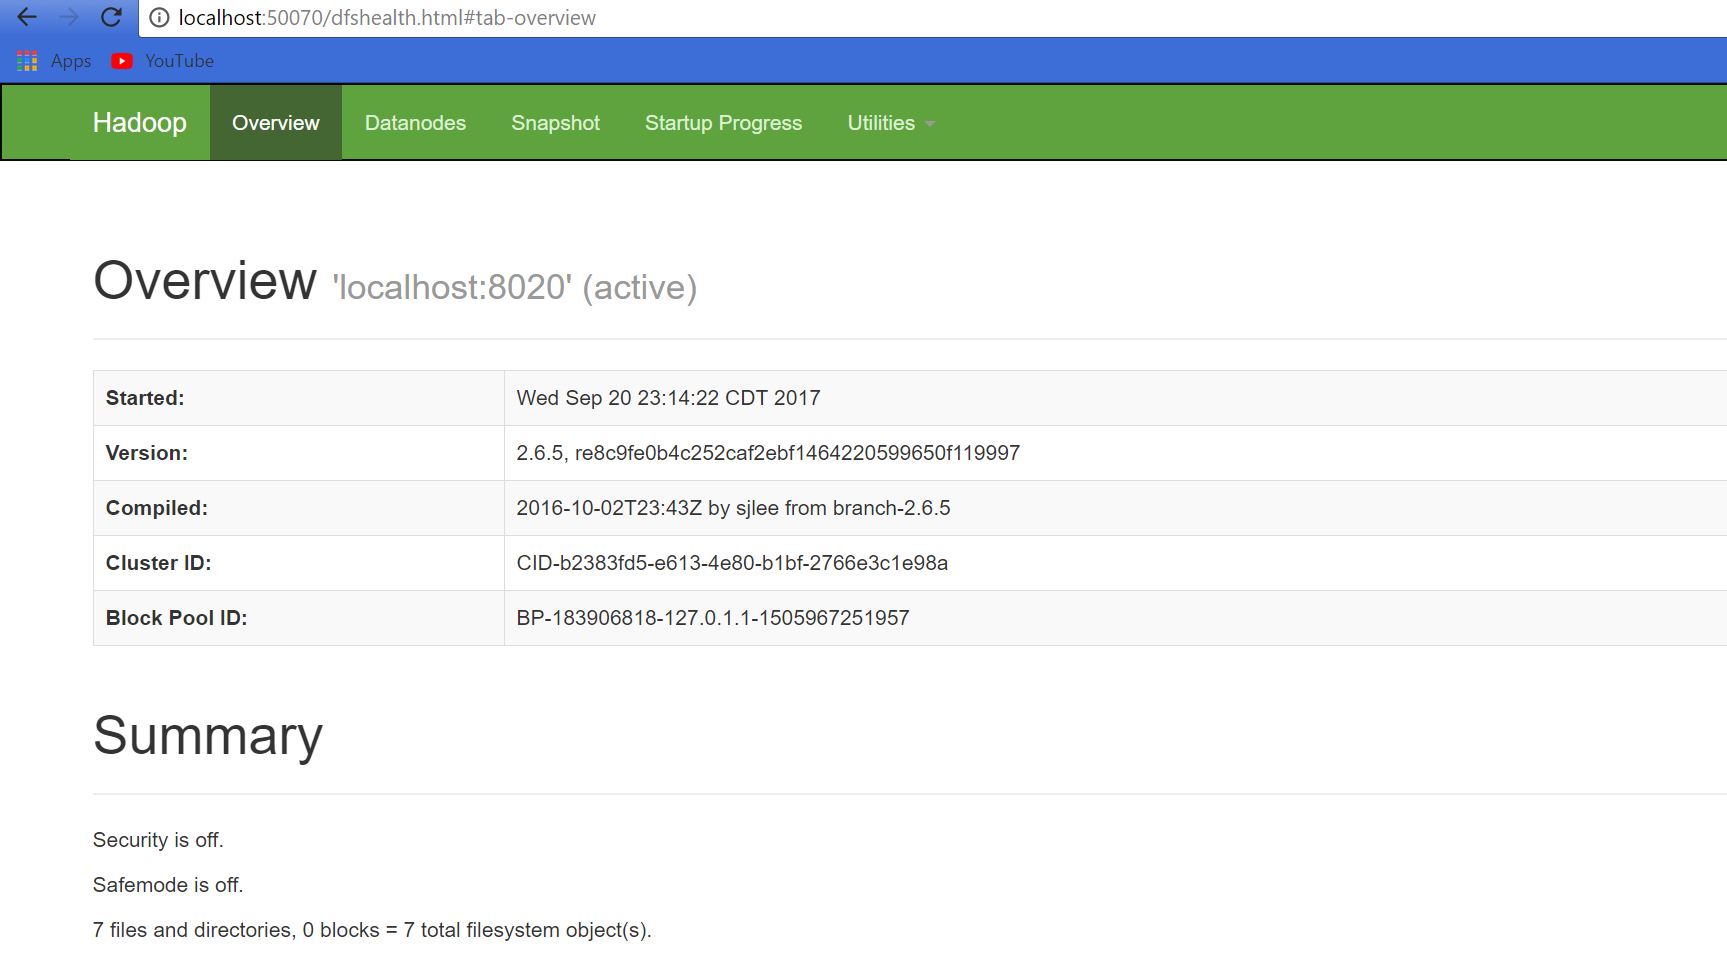 localhost:50070/dfshealth.html#tab-overview
Apps YouTube
Hadoop Overview Datanodes Snapshot Startup Progress Utilities
Overview 'localhost:8020' (active)
Started: Wed Sep 20 23:14:22 CDT 2017
Version: 2.6.5, re8c9fe0b4c252caf2ebf1464220599650f119997
Compiled: 2016-10-02T23:43Z by sjlee from branch-2.6.5
Cluster ID: CID-b2383fd5-e613-4e80-b1bf-2766e3c1e98a
Block Pool ID: BP-183906818-127.0.1.1-1505967251957
Summary
Security is off.
Safemode is off.
7 files and directories, 0 blocks = 7 total filesystem object(s).